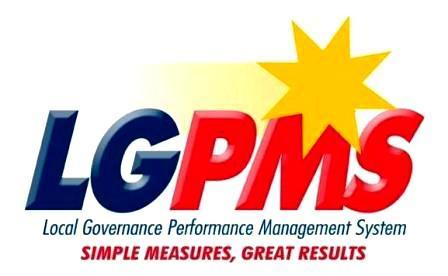 LGPMS
Local Governance Performance Management System
SIMPLE MEASURES, GREAT RESULTS